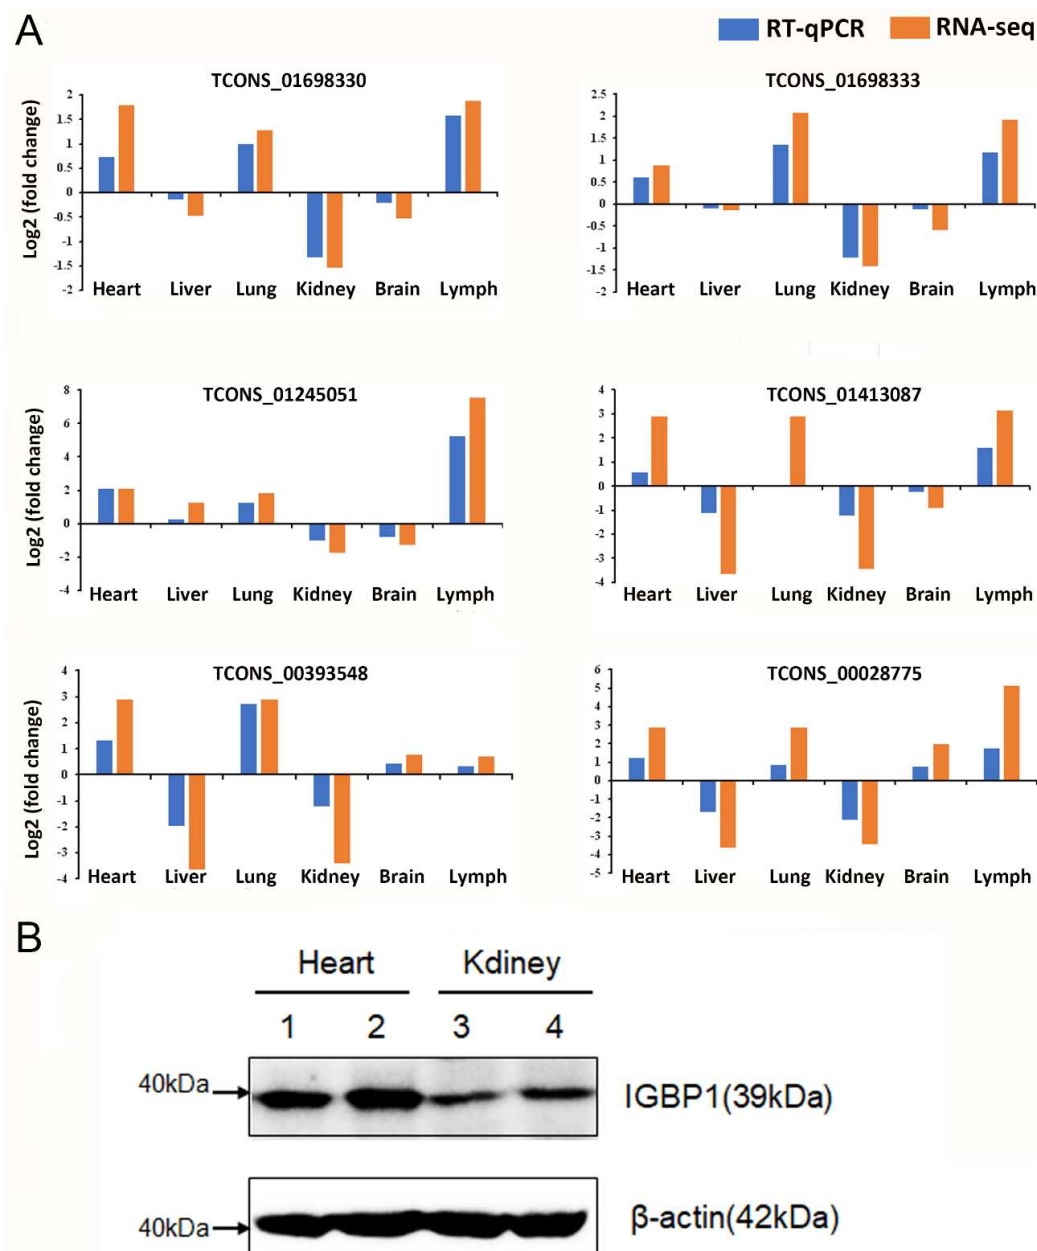 A
RT-qPCR RNA-seq
TCONS_01698330
Log2 (fold change)
2
1.5
1
0.5
0
-0.5
-1
-1.5
-2
Heart Liver Lung Kidney Brain Lymph
TCONS_01698333
2.5
2
1.5
1
0.5
0
-0.5
-1
-1.5
-2
Heart Liver Lung Kidney Brain Lymph
TCONS_01245051
Log2 (fold change)
8
6
4
2
0
-2
-4
Heart Liver Lung Kidney Brain Lymph
TCONS_01413087
4
3
2
1
0
-1
-2
-3
-4
Heart Liver Lung Kidney Brain Lymph
TCONS_00393548
Log2 (fold change)
4
3
2
1
0
-1
-2
-3
-4
Heart Liver Lung Kidney Brain Lymph
TCONS_00028775
6
5
4
3
2
1
0
-1
-2
-3
-4
-5
Heart Liver Lung Kidney Brain Lymph
B
Heart Kdiney
1 2 3 4
40kDa IGBP1(39kDa)
40kDa β-actin(42kDa)